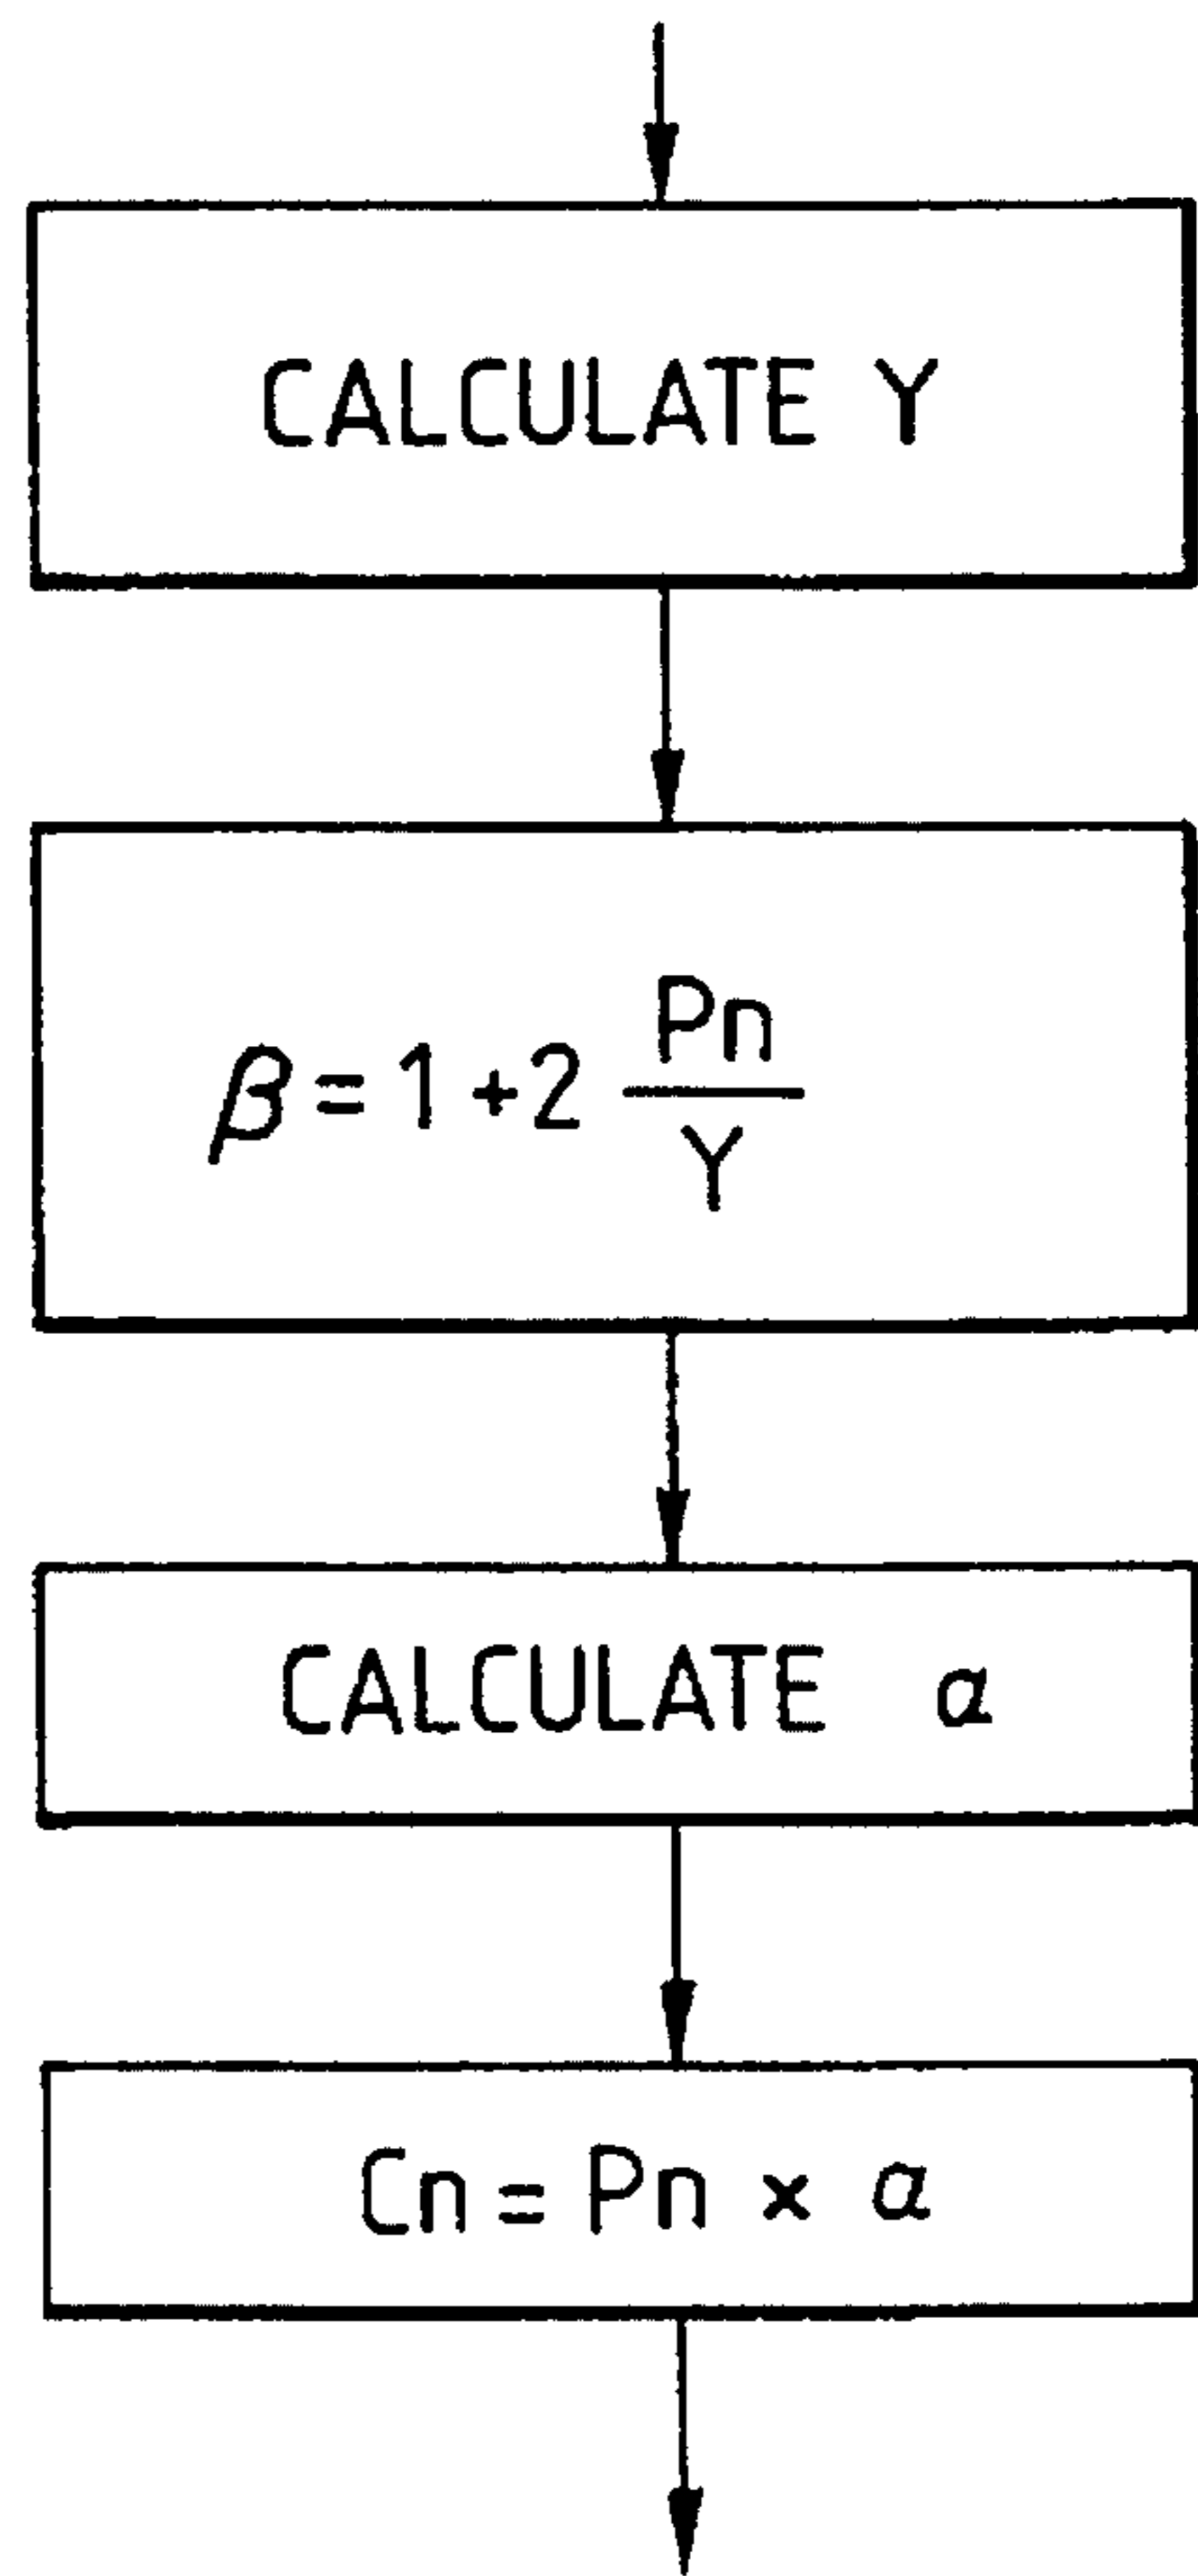 CALCULATE Y
β = 1 + 2 Pn/Y
CALCULATE α
Cn = Pn × α